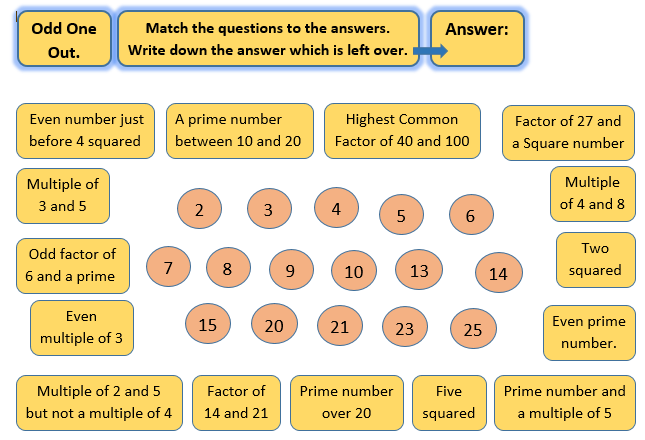 Odd One
Out.
Match the questions to the answers.
Write down the answer which is left over.
Answer:
Even number just
before 4 squared
A prime number
between 10 and 20
Highest Common
Factor of 40 and 100
Factor of 27 and
a Square number
Multiple of
3 and 5
Multiple
of 4 and 8
2
3
4
5
6
Odd factor of
6 and a prime
Two
squared
7
8
9
10
13
14
Even
multiple of 3
Even prime
number.
15
20
21
23
25
Multiple of 2 and 5
but not a multiple of 4
Factor of
14 and 21
Prime number
over 20
Five
squared
Prime number and
a multiple of 5